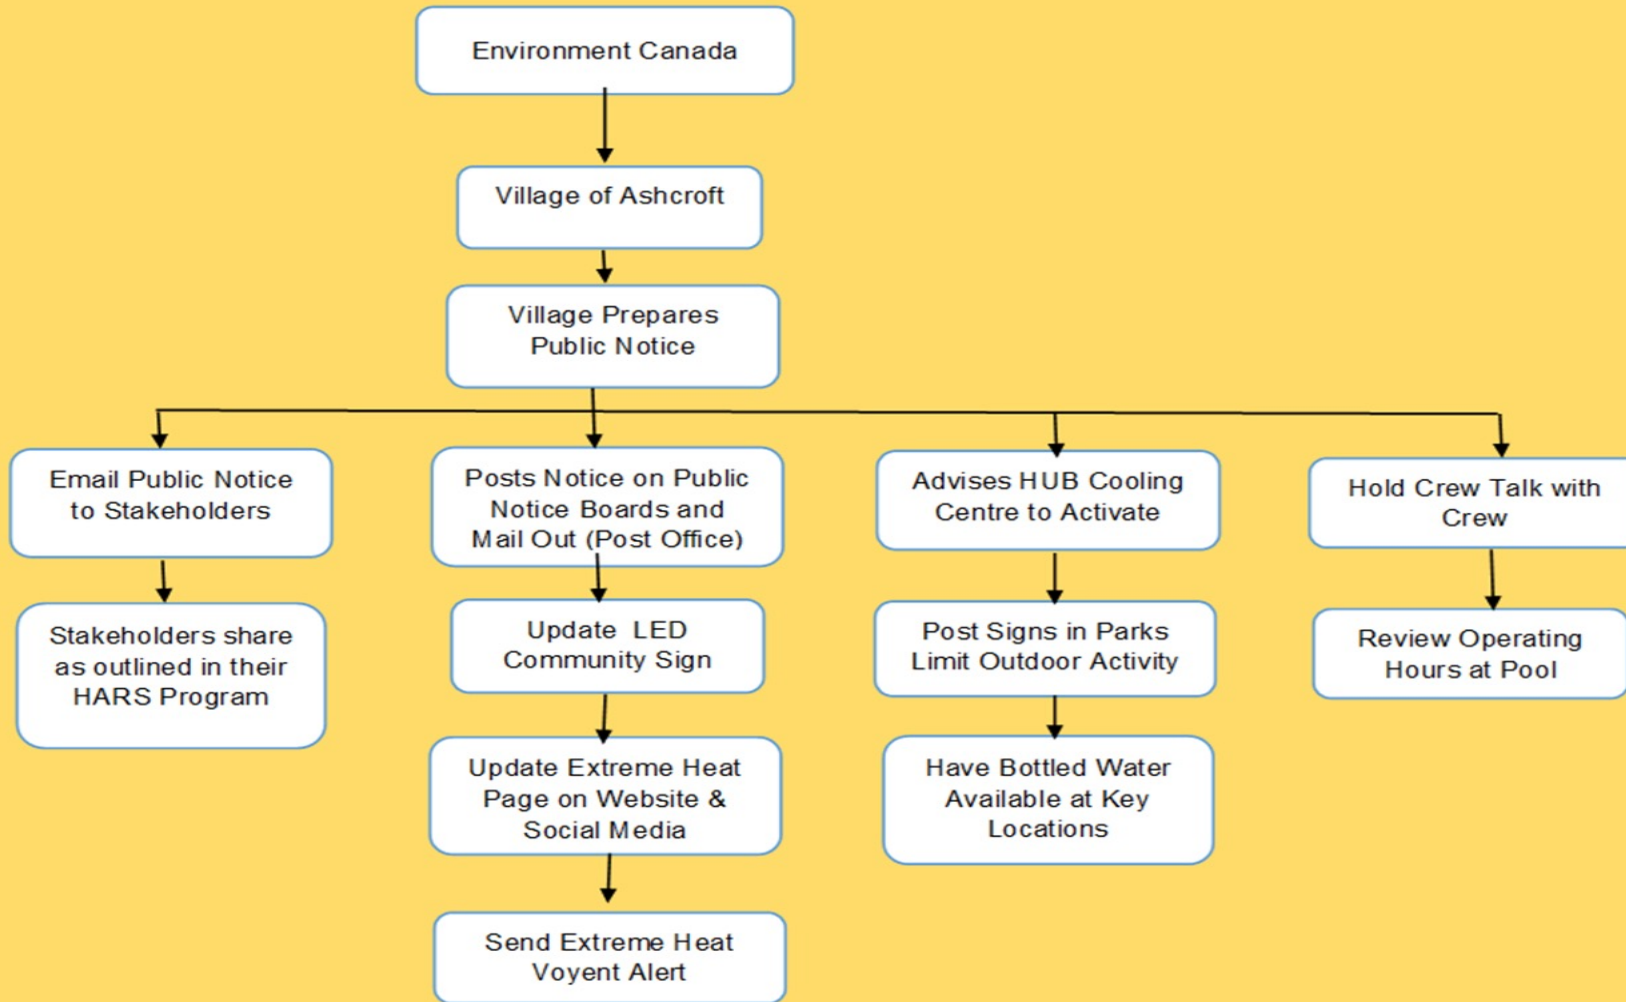 Environment Canada
Village of Ashcroft
Village Prepares
Public Notice
Email Public Notice
to Stakeholders
Stakeholders share
as outlined in their
HARS Program
Posts Notice on Public
Notice Boards and
Mail Out (Post Office)
Update LED
Community Sign
Update Extreme Heat
Page on Website &
Social Media
Send Extreme Heat
Voyent Alert
Advises HUB Cooling
Centre to Activate
Post Signs in Parks
Limit Outdoor Activity
Have Bottled Water
Available at Key
Locations
Hold Crew Talk with
Crew
Review Operating
Hours at Pool